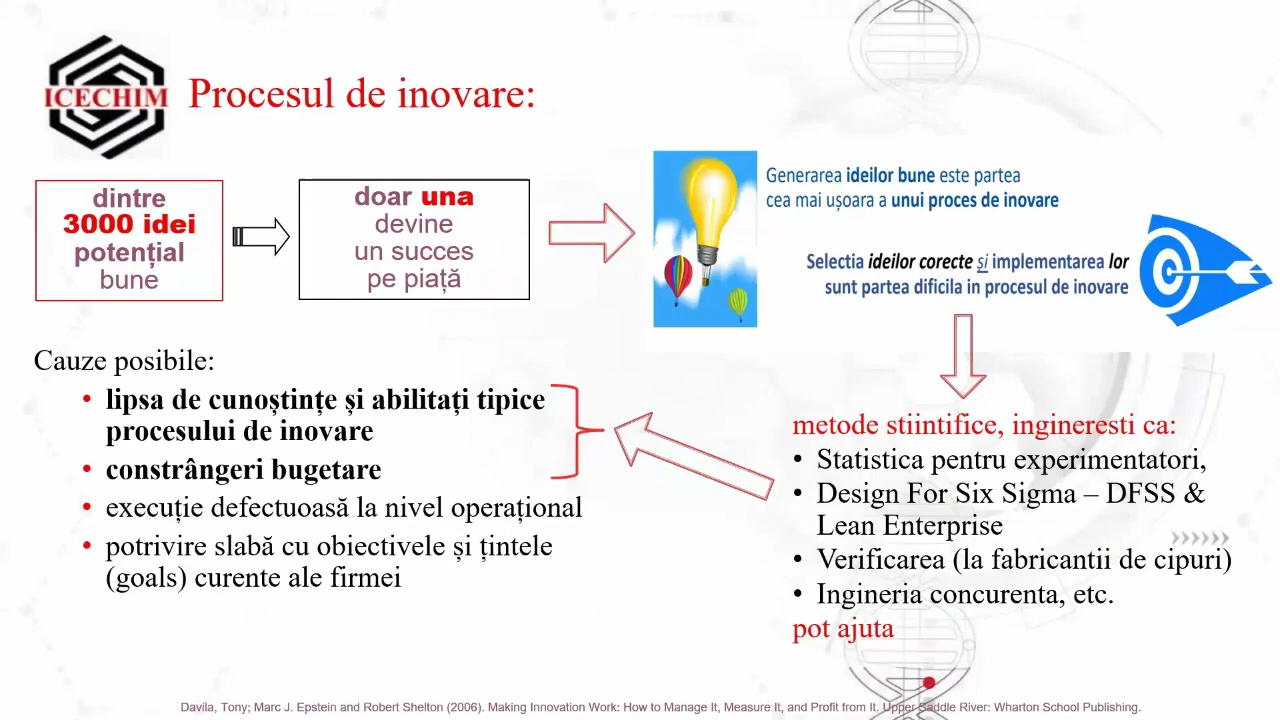 ICECHIM
Procesul de inovare:
dintre
3000 idei
potențial
bune
doar una
devine
un succes
pe piață
Generarea ideilor bune este partea
cea mai ușoara a unui proces de inovare
Selectia ideilor corecte și implementarea lor
sunt partea dificila in procesul de inovare
Cauze posibile:
• lipsa de cunoștințe și abilitați tipice
procesului de inovare
• constrângeri bugetare
• execuție defectuoasă la nivel operațional
• potrivire slabă cu obiectivele și țintele
(goals) curente ale firmei
metode stiintifice, ingineresti ca:
• Statistica pentru experimentatori,
• Design For Six Sigma – DFSS &
Lean Enterprise
• Verificarea (la fabricantii de cipuri)
• Ingineria concurenta, etc.
pot ajuta
Davila, Tony; Marc J. Epstein and Robert Shelton (2006). Making Innovation Work: How to Manage It, Measure It, and Profit from It. Upper Saddle River: Wharton School Publishing.